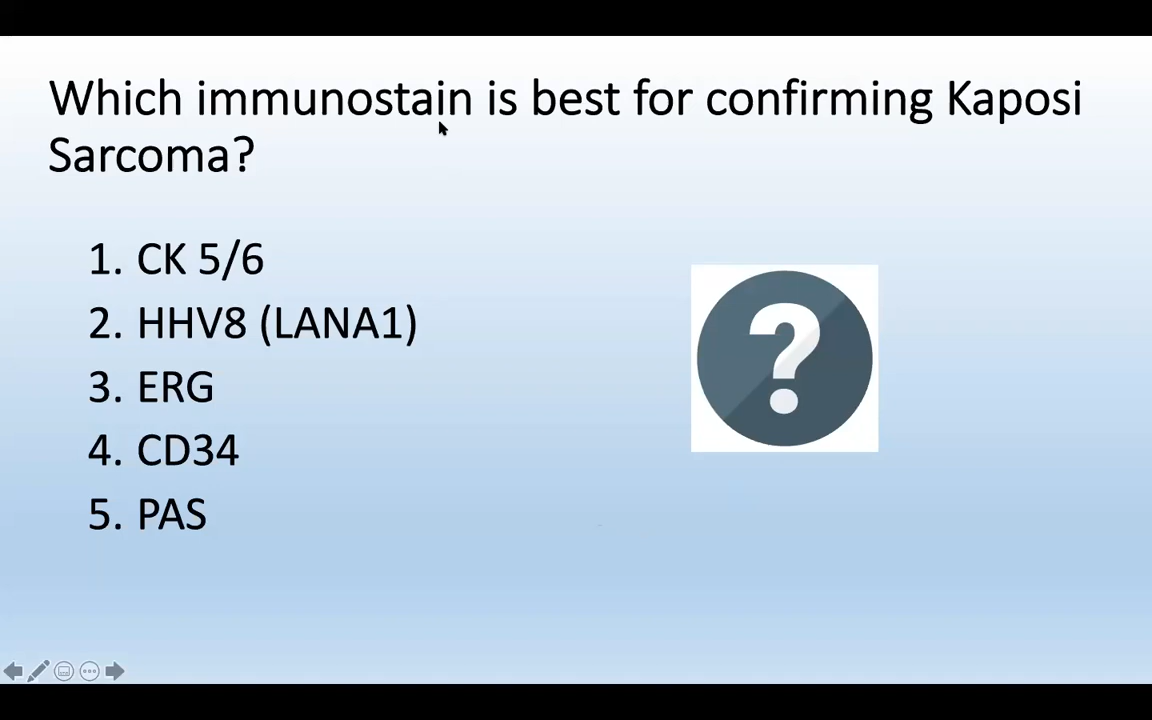 Which immunostain is best for confirming Kaposi
Sarcoma?
1. CK 5/6
2. HHV8 (LANA1)
3. ERG
4. CD34
5. PAS
?